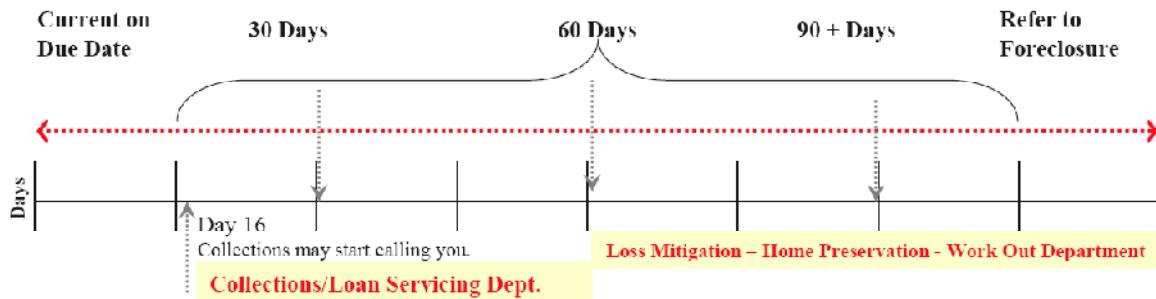 Current on
Due Date
30 Days
60 Days
90 + Days
Refer to
Foreclosure
Days
Day 16
Collections may start calling you.
Collections/Loan Servicing Dept.
Loss Mitigation – Home Preservation - Work Out Department